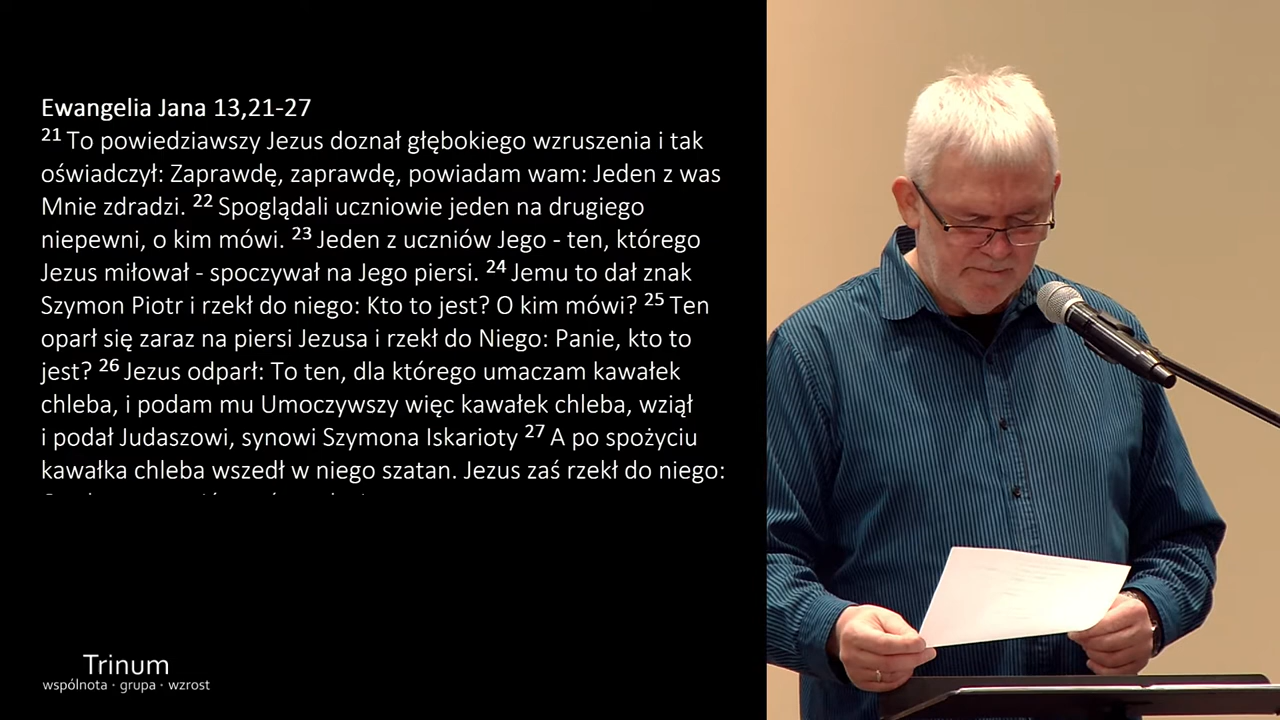 Ewangelia Jana 13,21-27
21 To powiedziawszy Jezus doznał głębokiego wzruszenia i tak
oświadczył: Zaprawdę, zaprawdę, powiadam wam: Jeden z was
Mnie zdradzi. 22 Spoglądali uczniowie jeden na drugiego
niepewni, o kim mówi. 23 Jeden z uczniów Jego - ten, którego
Jezus miłował - spoczywał na Jego piersi. 24 Jemu to dał znak
Szymon Piotr i rzekł do niego: Kto to jest? O kim mówi? 25 Ten
oparł się zaraz na piersi Jezusa i rzekł do Niego: Panie, kto to
jest? 26 Jezus odparł: To ten, dla którego umaczam kawałek
chleba, i podam mu Umoczywszy więc kawałek chleba, wziął
i podał Judaszowi, synowi Szymona Iskarioty 27 A po spożyciu
kawałka chleba wszedł w niego szatan. Jezus zaś rzekł do niego:
Trinum
wspólnota · grupa · wzrost